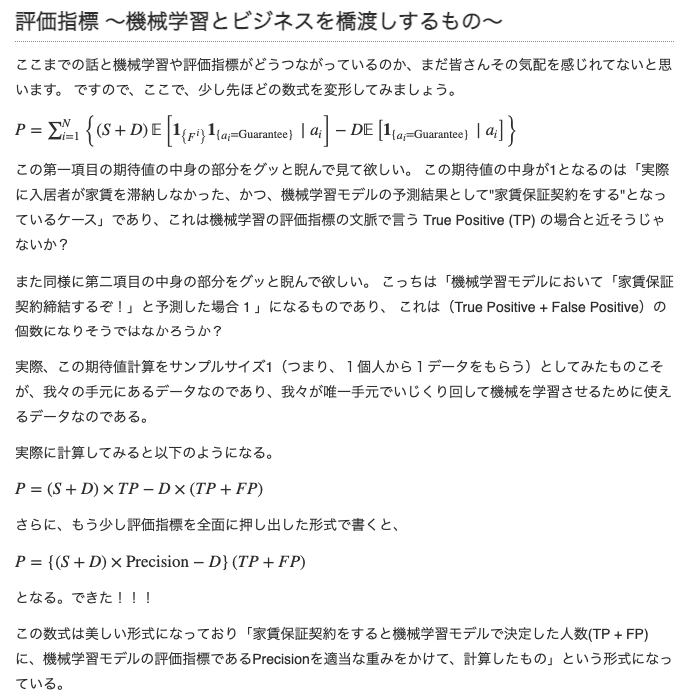 評価指標 〜機械学習とビジネスを橋渡しするもの〜
ここまでの話と機械学習や評価指標がどうつながっているのか、まだ皆さんその気配を感じれてないと思
います。 ですので、ここで、少し先ほどの数式を変形してみましょう。
P = ∑_{i=1}^{N} {(S + D) 𝔼 [𝟏_{F^i} 𝟏_{a_i=Guarantee} | a_i] − D𝔼 [𝟏_{a_i=Guarantee} | a_i]}
この第一項目の期待値の中身の部分をグッと睨んで見て欲しい。 この期待値の中身が1となるのは「実際
に入居者が家賃を滞納しなかった、かつ、機械学習モデルの予測結果として"家賃保証契約をする"となっ
ているケース」であり、これは機械学習の評価指標の文脈で言う True Positive (TP) の場合と近そうじゃ
ないか？
また同様に第二項目の中身の部分をグッと睨んで欲しい。 こっちは「機械学習モデルにおいて「家賃保証
契約締結するぞ！」と予測した場合 1 」になるものであり、 これは（True Positive + False Positive）の
個数になりそうではなかろうか？
実際、この期待値計算をサンプルサイズ1（つまり、１個人から１データをもらう）としてみたものこそ
が、我々の手元にあるデータなのであり、我々が唯一手元でいじくり回して機械を学習させるために使え
るデータなのである。
実際に計算してみると以下のようになる。
P = (S + D) × TP − D × (TP + FP)
さらに、もう少し評価指標を全面に押し出した形式で書くと、
P = {(S + D) × Precision − D} (TP + FP)
となる。できた！！！
この数式は美しい形式になっており「家賃保証契約をすると機械学習モデルで決定した人数(TP + FP)
に、機械学習モデルの評価指標であるPrecisionを適当な重みをかけて、計算したもの」という形式になっ
ている。